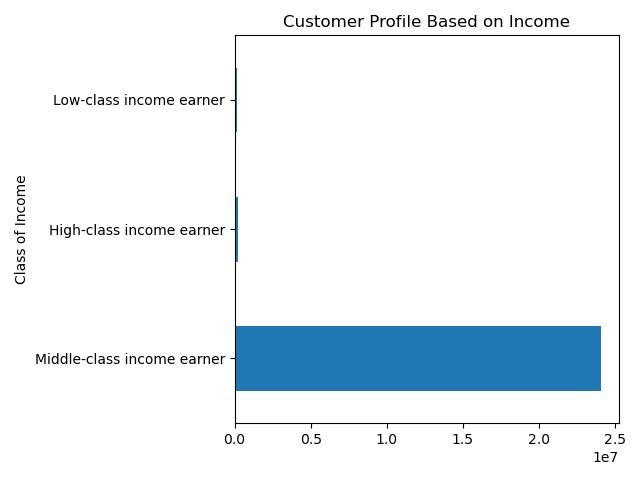 Customer Profile Based on Income
Class of Income
Low-class income earner
High-class income earner
Middle-class income earner
0.0 0.5 1.0 1.5 2.0 2.5
1e7